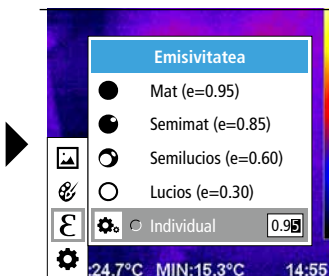 Emisivitatea
Mat (e=0.95)
Semimat (e=0.85)
Semilucios (e=0.60)
Lucios (e=0.30)
Individual 0.95
ε
:24.7°C MIN:15.3°C 14:55